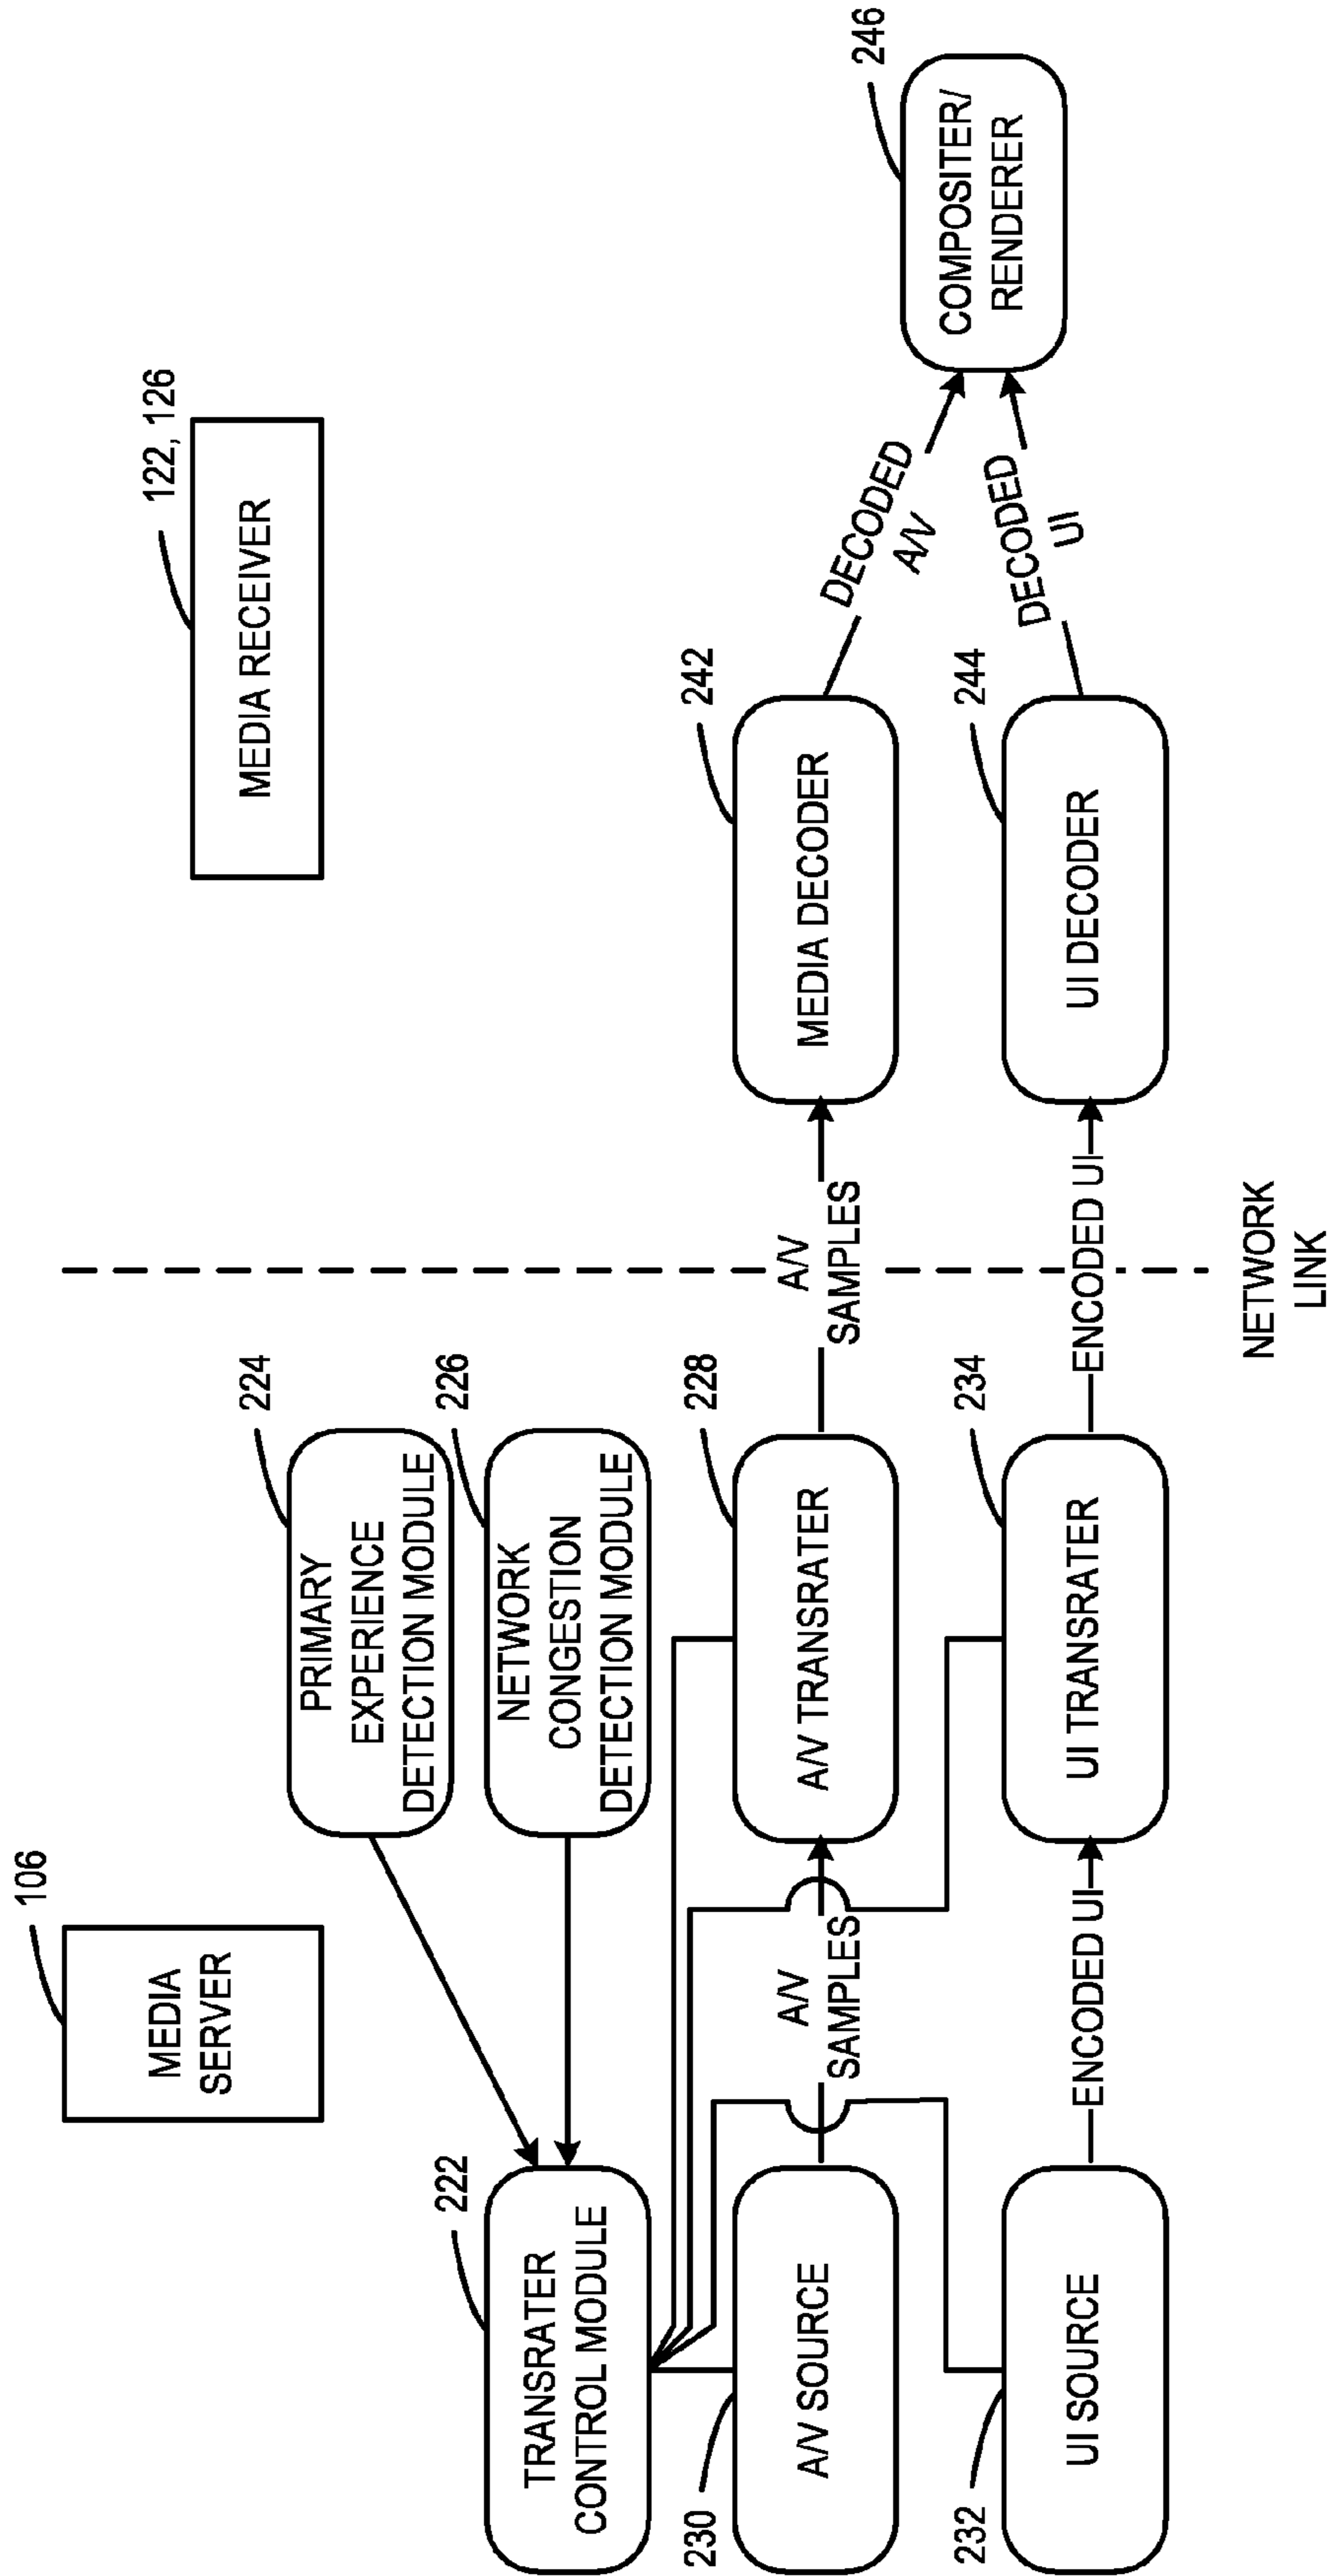 106
MEDIA
SERVER
122, 126
MEDIA RECEIVER
224
PRIMARY
EXPERIENCE
DETECTION MODULE
222
TRANSRATER
CONTROL MODULE
226
NETWORK
CONGESTION
DETECTION MODULE
230
A/V SOURCE
A/V
SAMPLES
228
A/V TRANSRATER
A/V
SAMPLES
242
MEDIA DECODER
DECODED
A/V
246
COMPOSITER/
RENDERER
232
UI SOURCE
ENCODED UI
234
UI TRANSRATER
ENCODED UI
244
UI DECODER
DECODED
UI
NETWORK
LINK